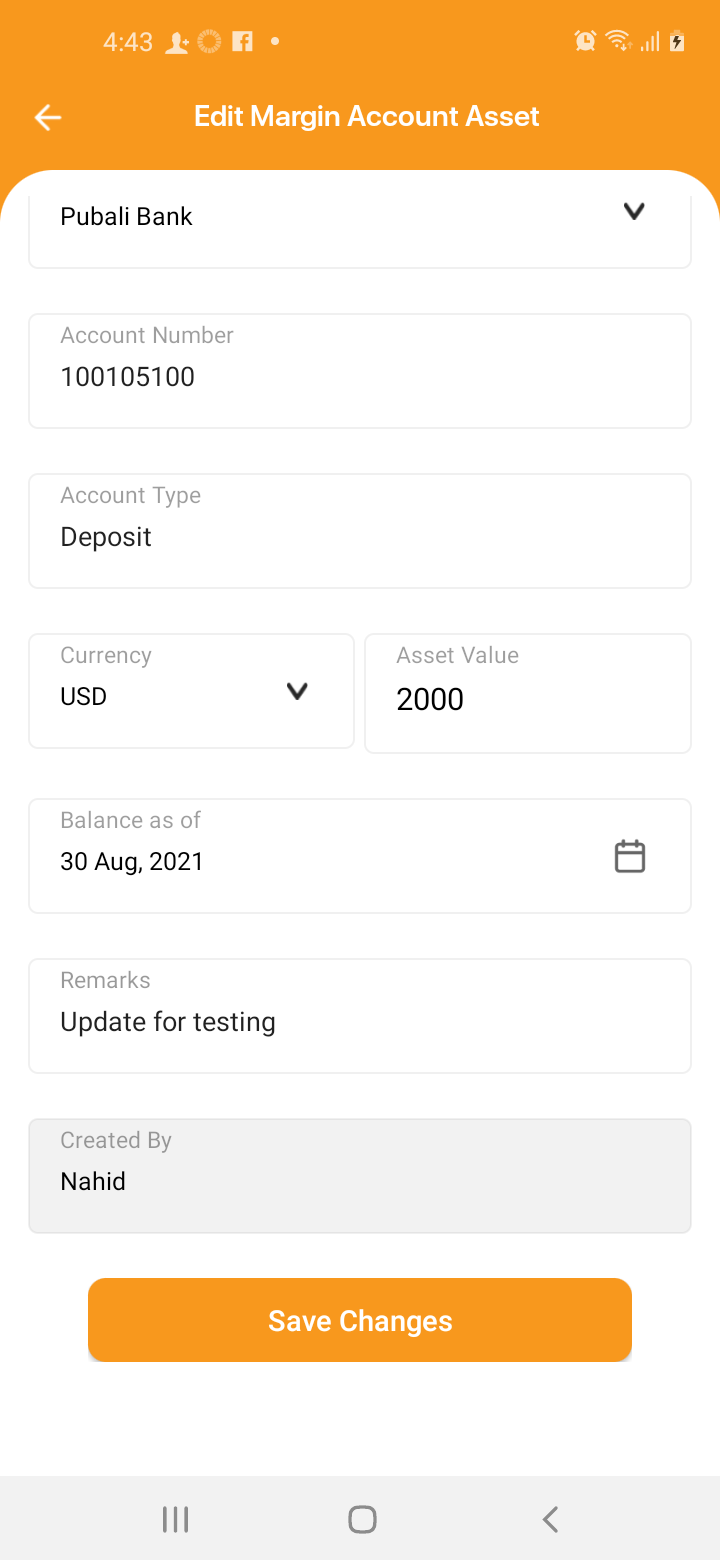 4:43
Edit Margin Account Asset
Pubali Bank
Account Number
100105100
Account Type
Deposit
Currency
USD
Asset Value
2000
Balance as of
30 Aug, 2021
Remarks
Update for testing
Created By
Nahid
Save Changes